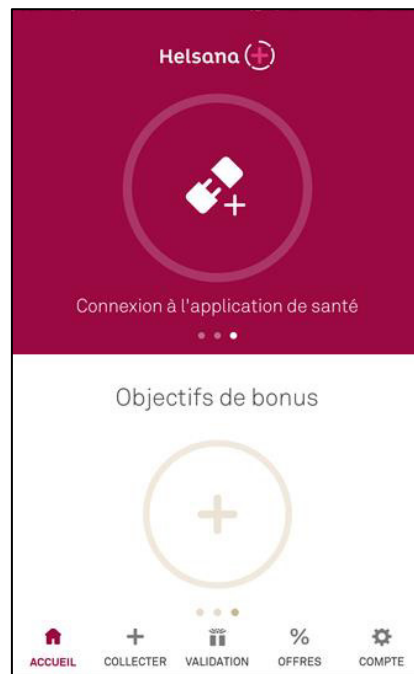 Helsana
Connexion à l'application de santé
Objectifs de bonus
ACCUEIL COLLECTER VALIDATION OFFRES COMPTE